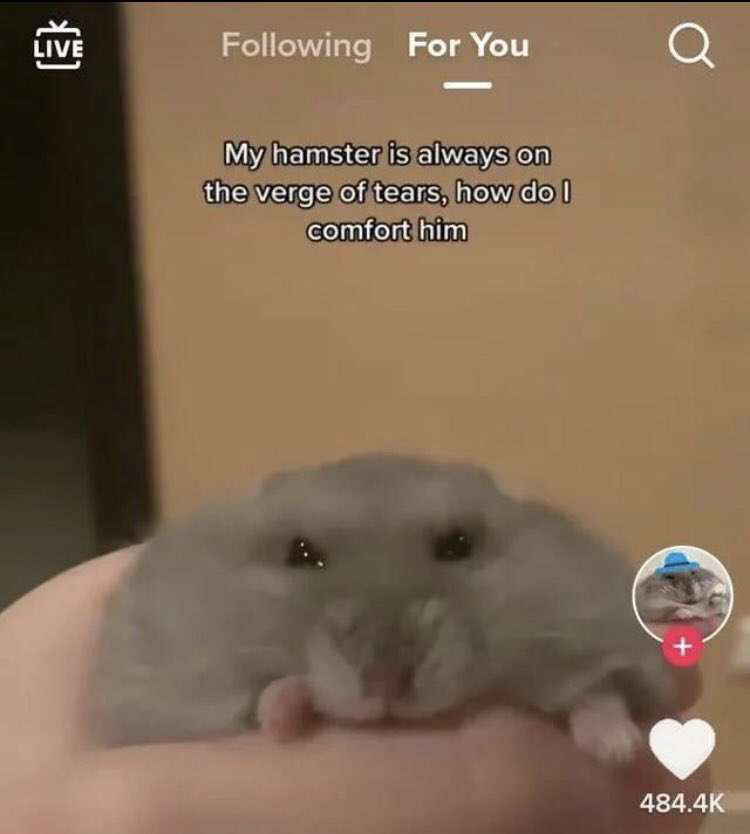 LIVE
Following For You
My hamster is always on
the verge of tears, how do I
comfort him
484.4K